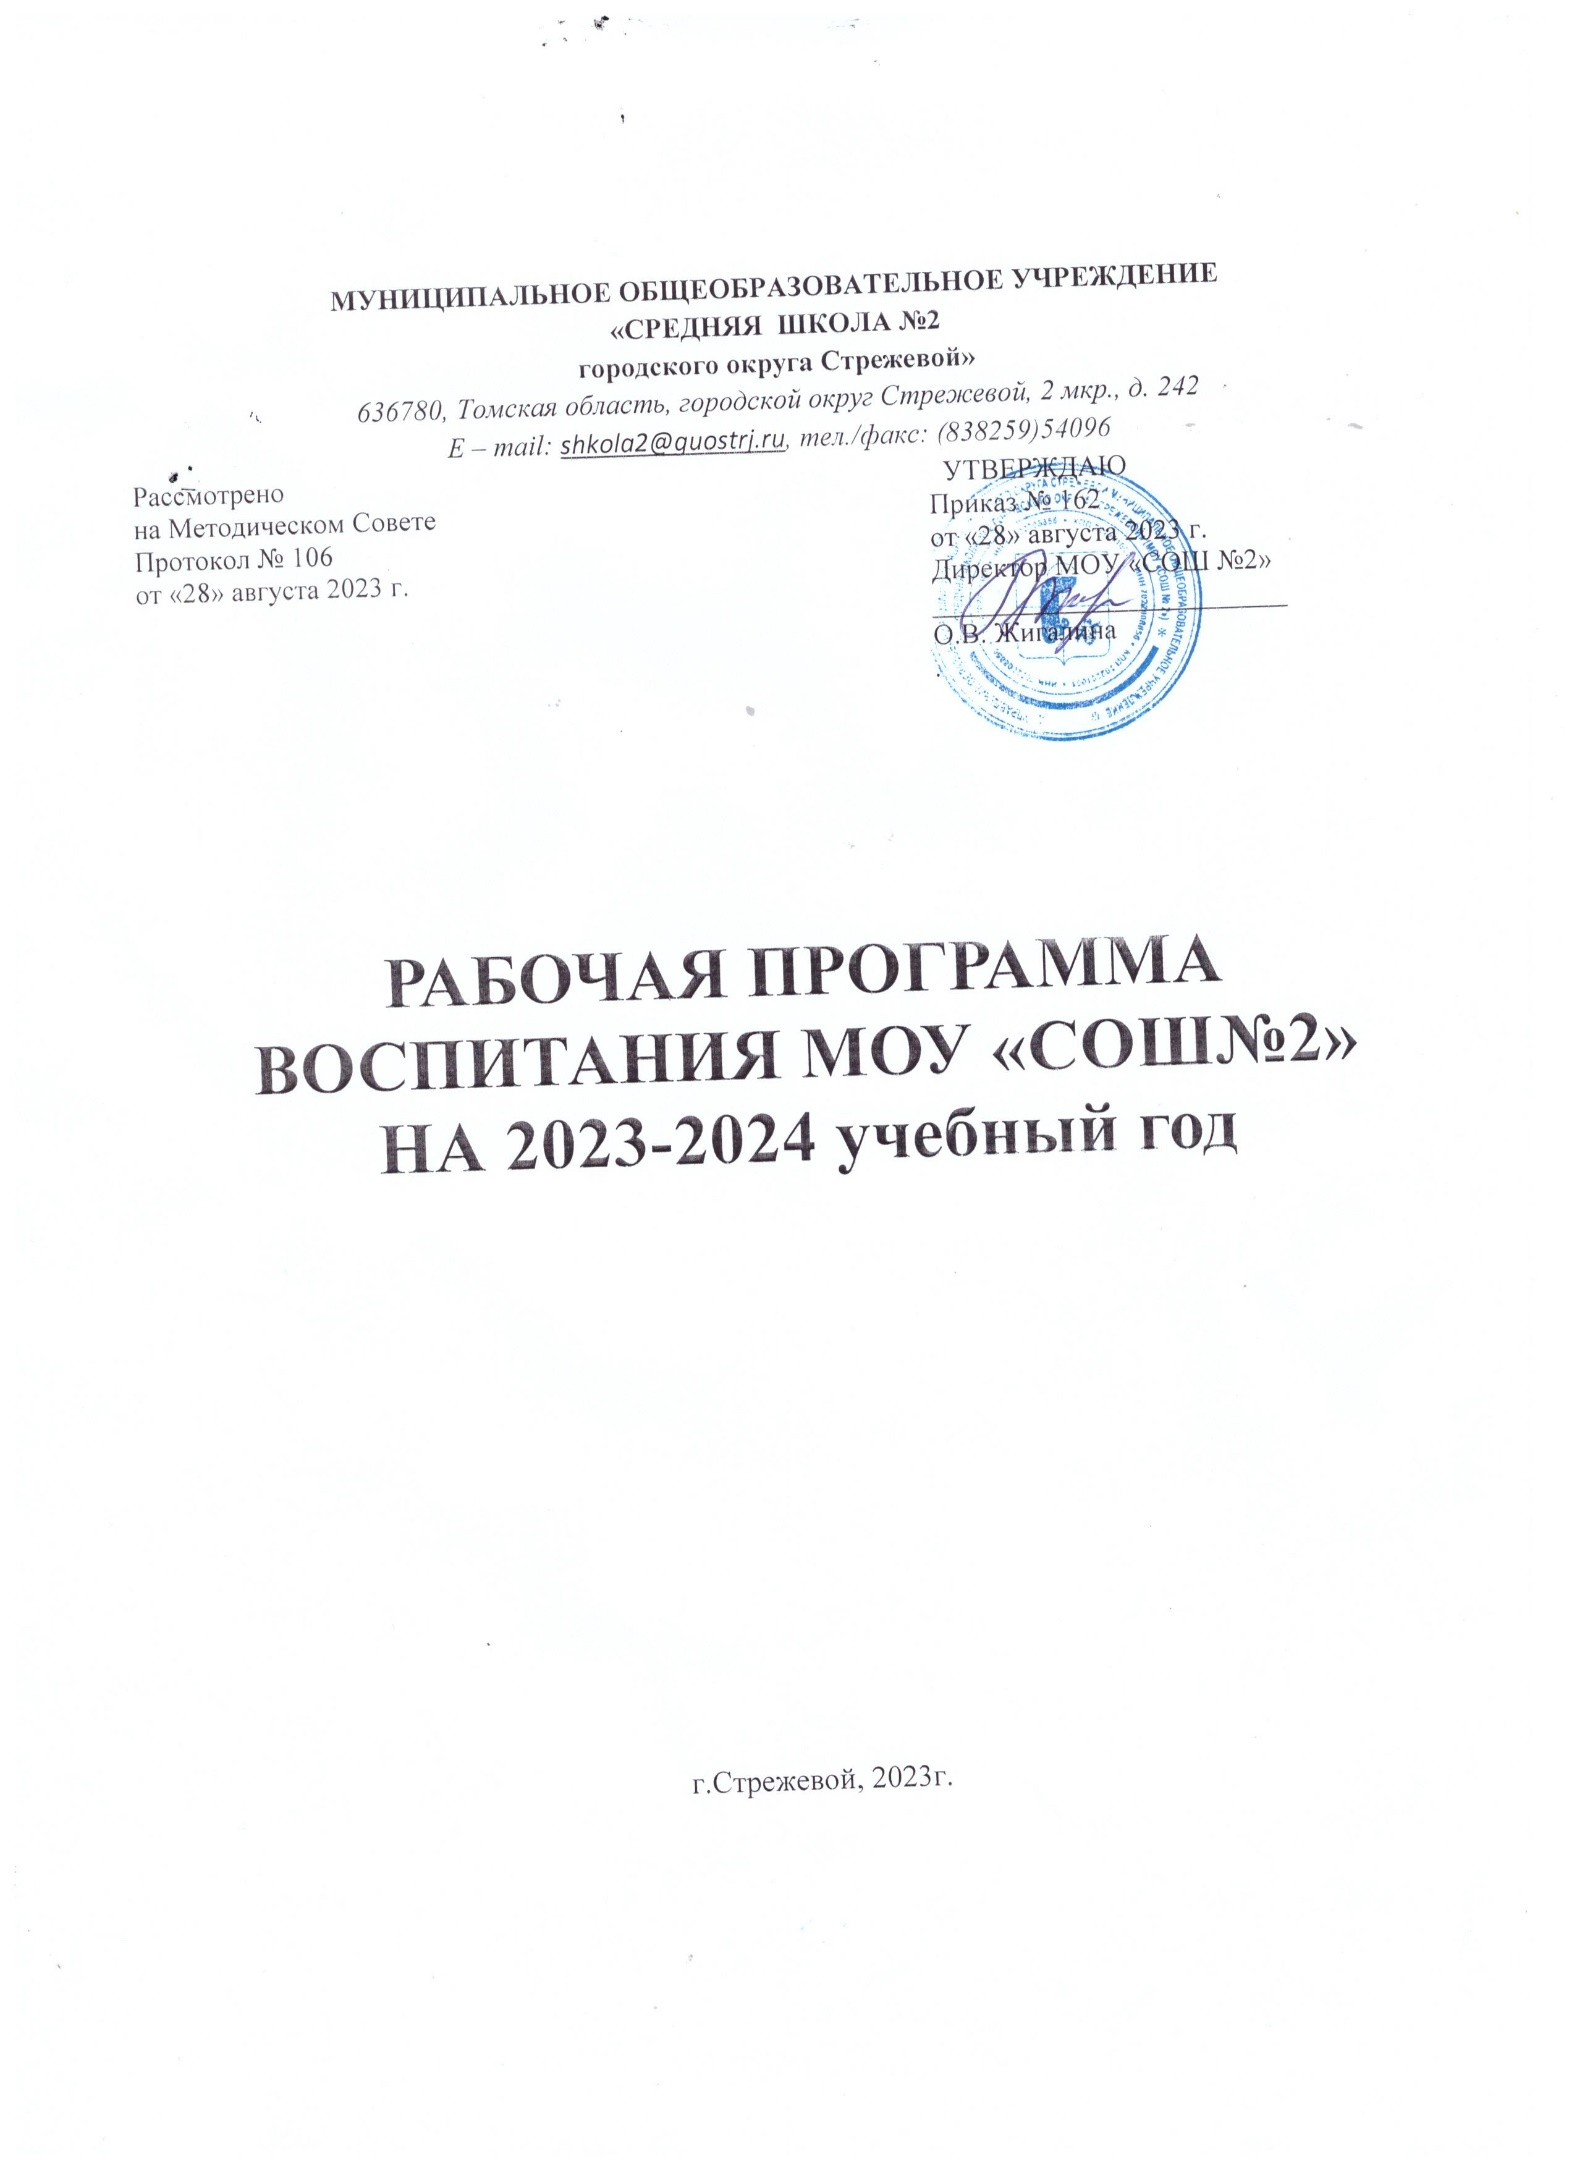 МУНИЦИПАЛЬНОЕ ОБЩЕОБРАЗОВАТЕЛЬНОЕ УЧРЕЖДЕНИЕ
«СРЕДНЯЯ ШКОЛА №2
городского округа Стрежевой»
636780, Томская область, городской округ Стрежевой, 2 мкр., д. 242
E – mail: shkola2@guostrj.ru, тел./факс: (838259)54096
Рассмотрено
на Методическом Совете
Протокол № 106
от «28» августа 2023 г.
УТВЕРЖДАЮ
Приказ № 162
от «28» августа 2023 г.
Директор МОУ «СОШ №2»
О.В. Жигалина
РАБОЧАЯ ПРОГРАММА
ВОСПИТАНИЯ МОУ «СОШ№2»
НА 2023-2024 учебный год
г.Стрежевой, 2023г.